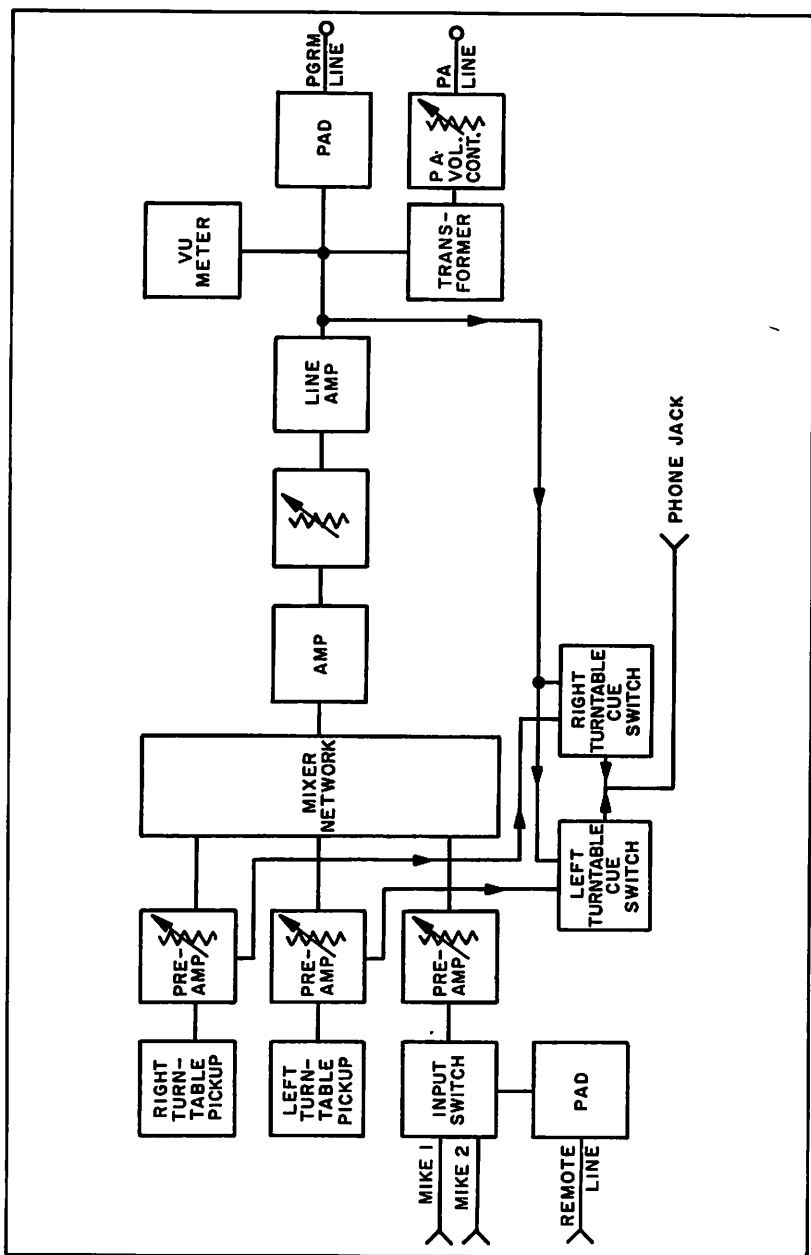 RIGHT
TURN-
TABLE
PICKUP
PRE-
AMP
LEFT
TURN-
TABLE
PICKUP
PRE-
AMP
MIKE 1
MIKE 2
INPUT
SWITCH
PRE-
AMP
REMOTE
LINE
PAD
MIXER
NETWORK
AMP
LINE
AMP
VU
METER
PAD
PGRM
LINE
TRANS-
FORMER
PA
VOL.
CONT.
PA
LINE
LEFT
TURNTABLE
CUE
SWITCH
RIGHT
TURNTABLE
CUE
SWITCH
PHONE JACK